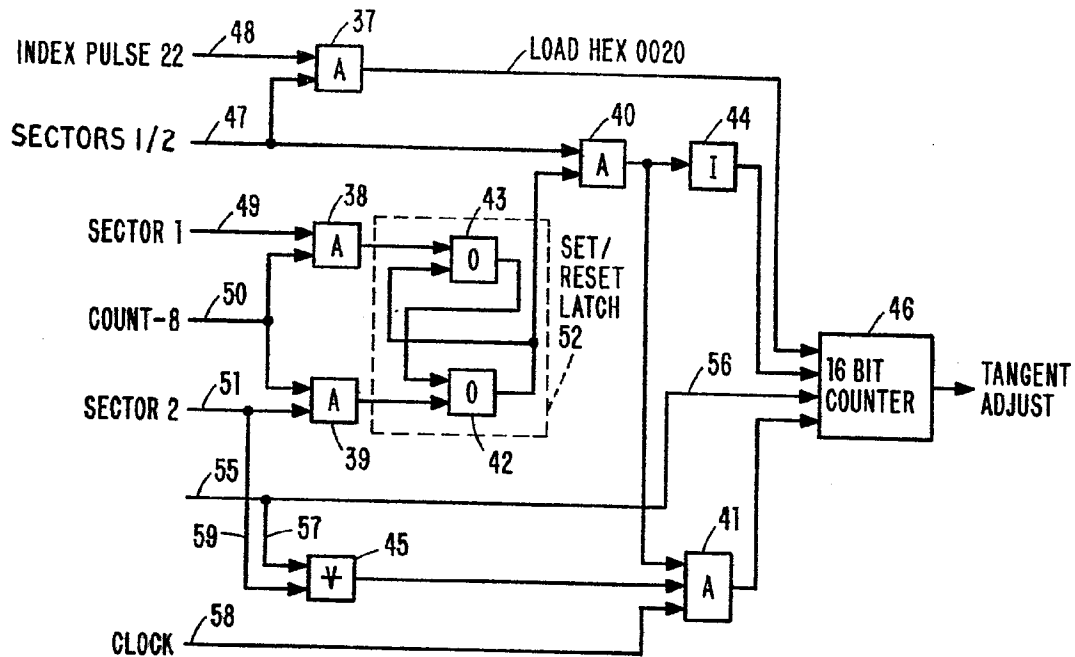 37
48
INDEX PULSE 22
A
LOAD HEX 0020
47
SECTORS 1/2
40
A
44
I
49
SECTOR 1
38
A
43
O
SET/
RESET
LATCH
52
50
COUNT-8
46
16 BIT
COUNTER
TANGENT
ADJUST
56
51
SECTOR 2
A
39
O
42
55
59
57
45
V
41
A
58
CLOCK